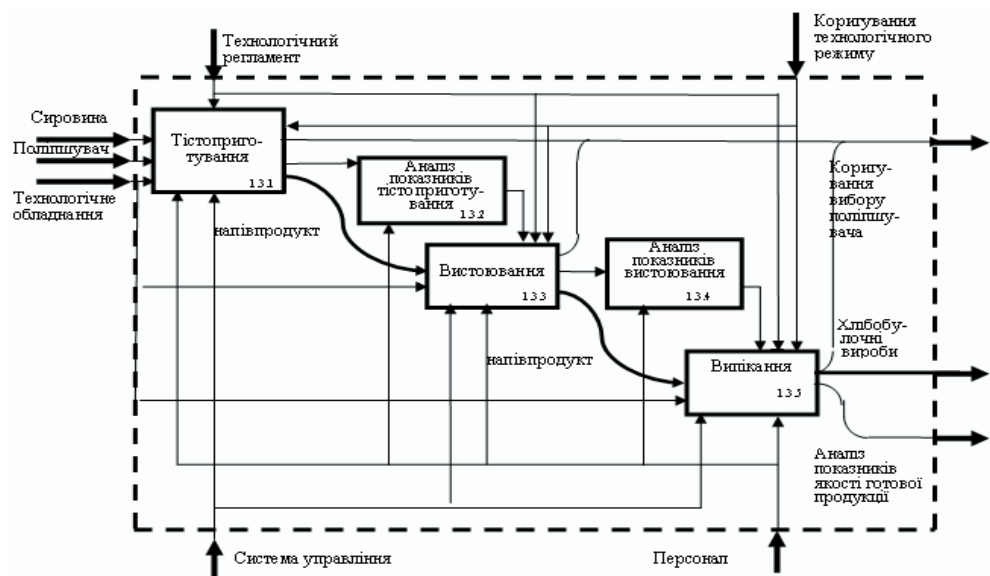 Технологічний
регламент
Коригування
технологічного
режиму
Сировина
Поліпшувач
Технологічне
обладнання
Тістоприго-
тування
1.3.1
Аналіз
показників
тістоприготу-
вання
1.3.2
напівпродукт
Вистоювання
1.3.3
Аналіз
показників
вистоювання
1.3.4
Коригу-
вання
вибору
поліпшу-
вача
напівпродукт
Випікання
1.3.5
Хлібобу-
лочні
вироби
Аналіз
показників
якості готової
продукції
Система управління
Персонал